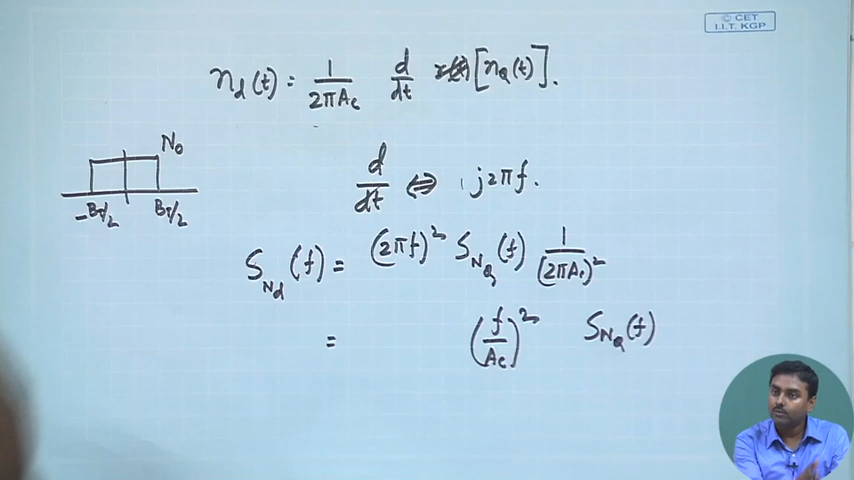 © CET
I.I.T. KGP
n_d(t) = 1/(2πA_c) d/dt [n_Q(t)].
N_0
d/dt ⇔ j2πf.
-B_T/2 B_T/2
S_{N_d}(f) = (2πf)^2 S_{N_Q}(f) 1/(2πA_c)^2
= (f/A_c)^2 S_{N_Q}(f)